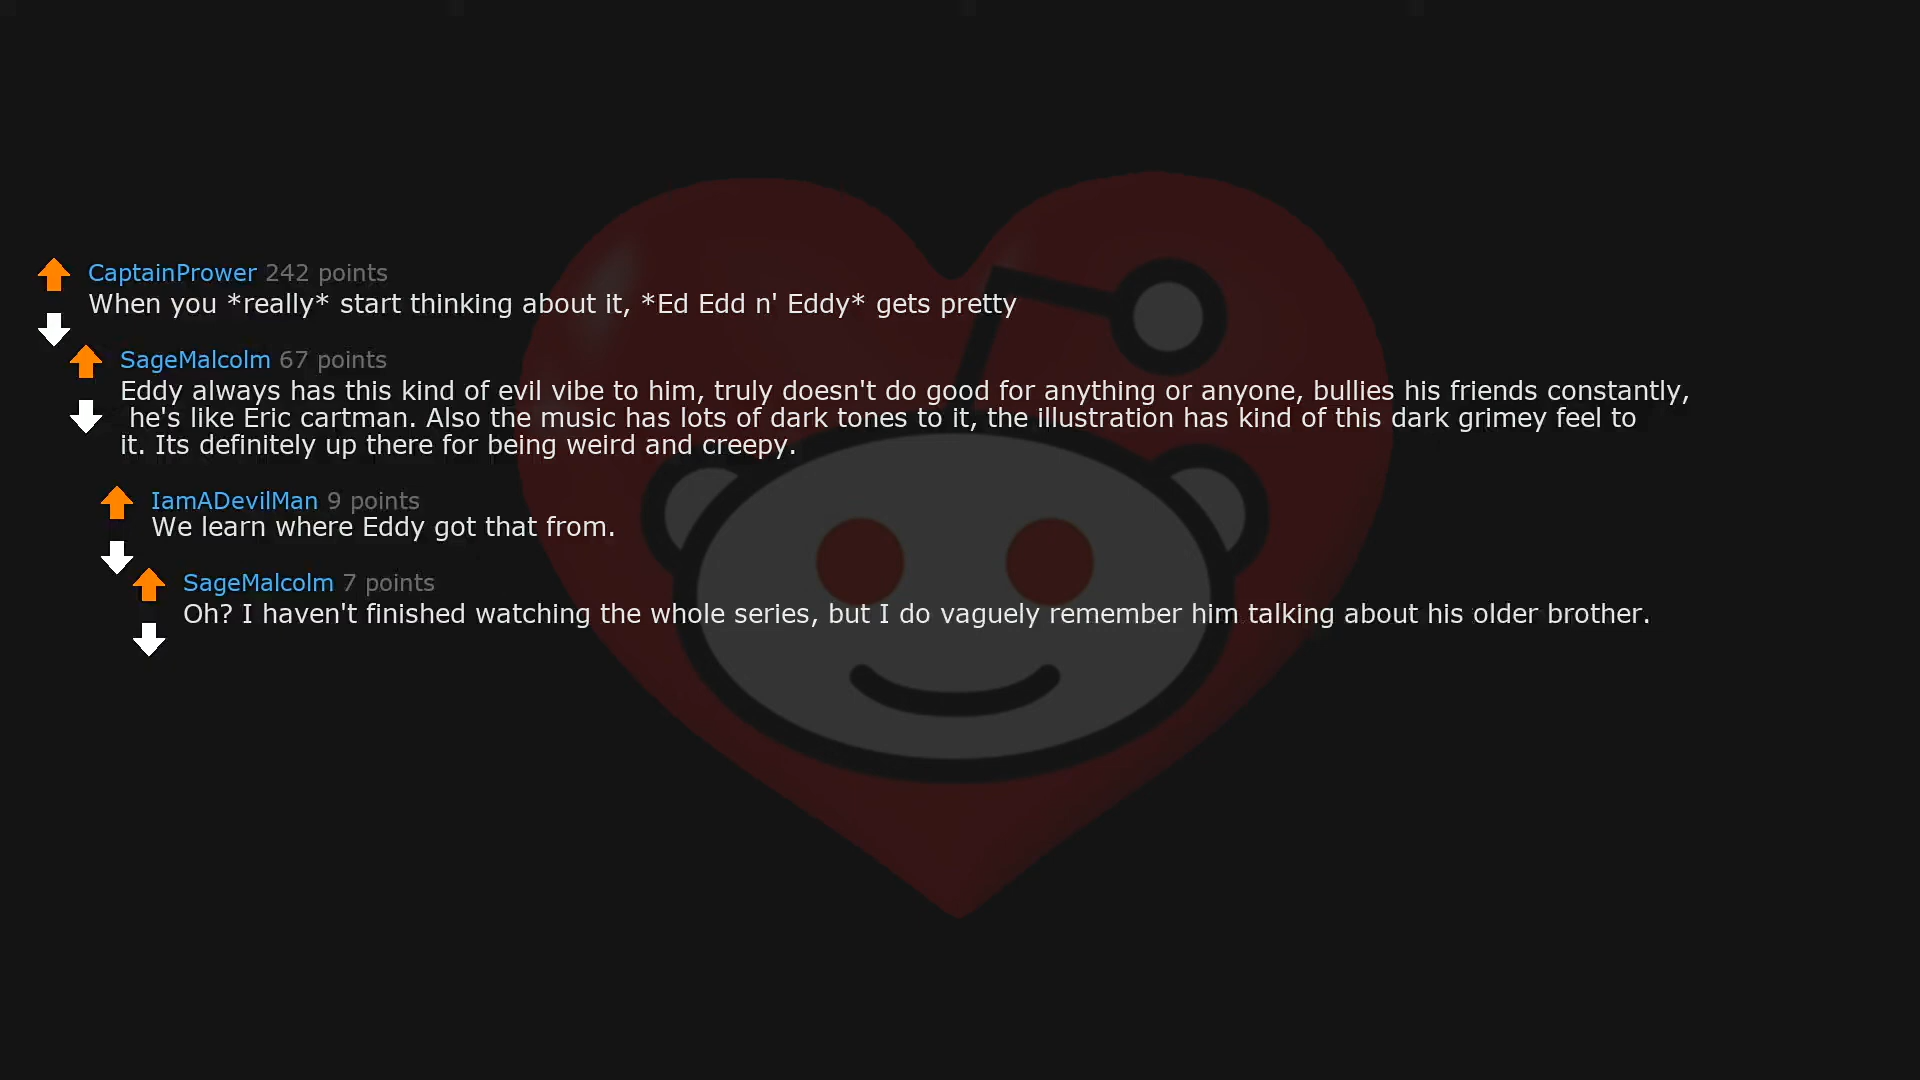 CaptainPrower 242 points
When you *really* start thinking about it, *Ed Edd n' Eddy* gets pretty
SageMalcolm 67 points
Eddy always has this kind of evil vibe to him, truly doesn't do good for anything or anyone, bullies his friends constantly,
he's like Eric cartman. Also the music has lots of dark tones to it, the illustration has kind of this dark grimey feel to
it. Its definitely up there for being weird and creepy.
IamADevilMan 9 points
We learn where Eddy got that from.
SageMalcolm 7 points
Oh? I haven't finished watching the whole series, but I do vaguely remember him talking about his older brother.